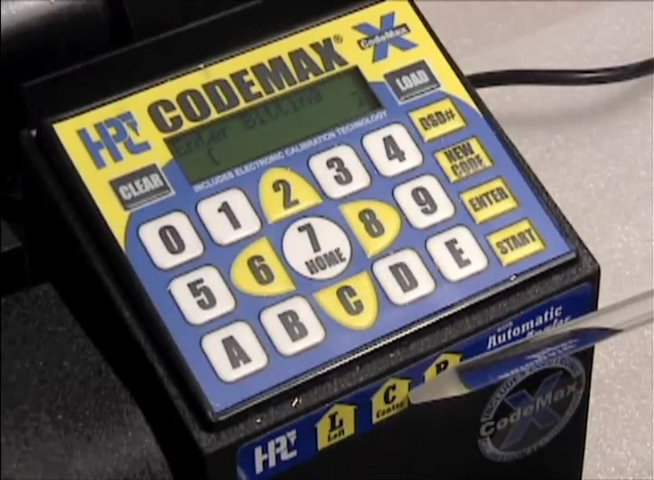 HPC CODEMAX®
CodeMax
X
Enter Bitting
INCLUDES ELECTRONIC CALIBRATION TECHNOLOGY
CLEAR
LOAD
0 1 2 3 4
DSD#
5 6 7 8 9
HOME
NEW CODE
A B C D E
ENTER
START
with
Automatic
HPC
L
Left
C
Center
R
CodeMax
X